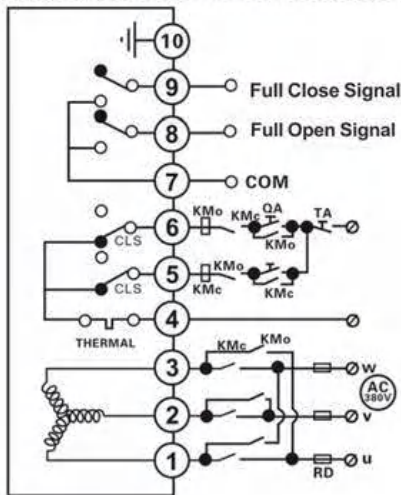 10
9 Full Close Signal
8 Full Open Signal
7 COM
6 KMo KMc QA KMo TA
CLS
5 KMc KMo KMc
CLS
4
THERMAL
3 KMc KMo w
AC 380V
2 v
1 RD u